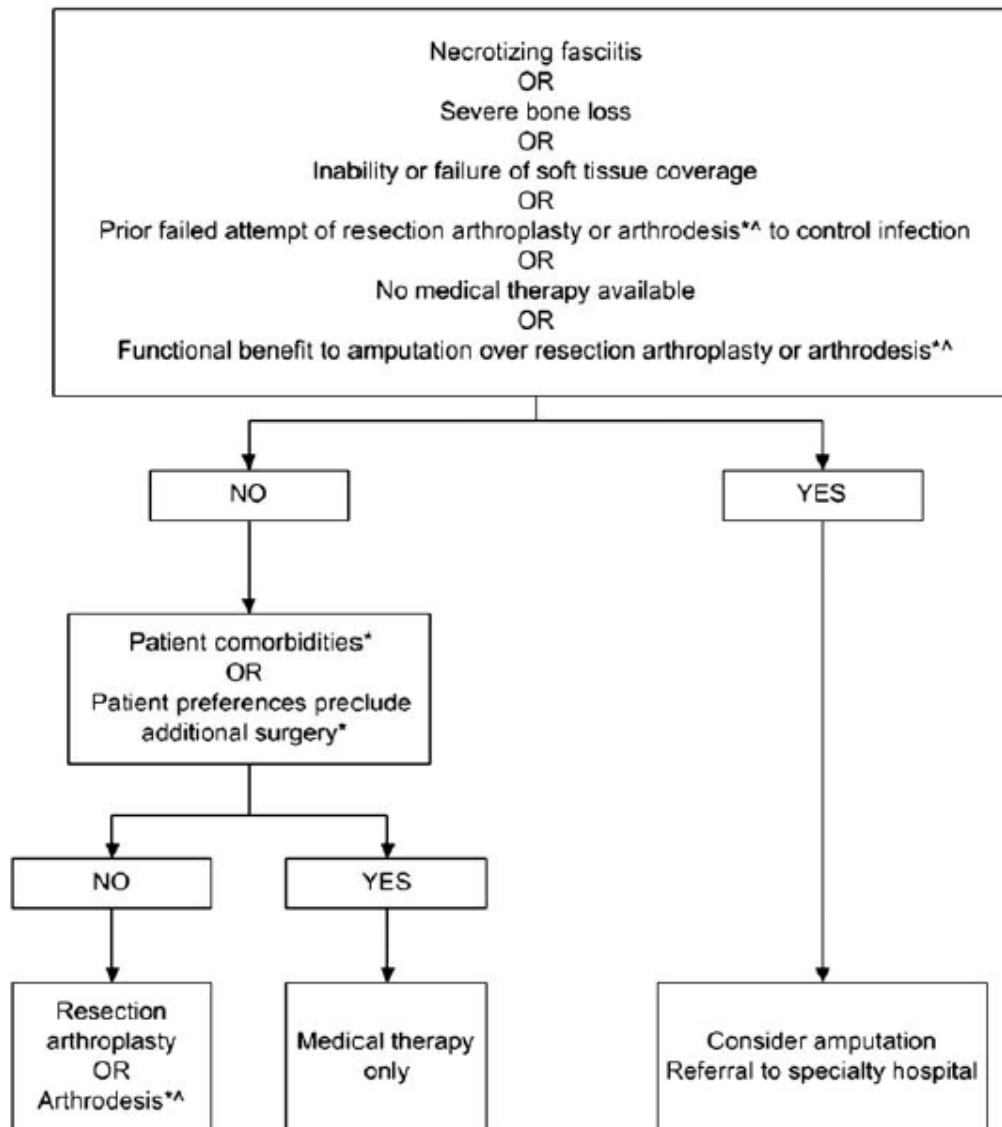 Necrotizing fasciitis
OR
Severe bone loss
OR
Inability or failure of soft tissue coverage
OR
Prior failed attempt of resection arthroplasty or arthrodesis*^ to control infection
OR
No medical therapy available
OR
Functional benefit to amputation over resection arthroplasty or arthrodesis*^
NO
YES
Patient comorbidities*
OR
Patient preferences preclude
additional surgery*
NO
YES
Resection
arthroplasty
OR
Arthrodesis*^
Medical therapy
only
Consider amputation
Referral to specialty hospital